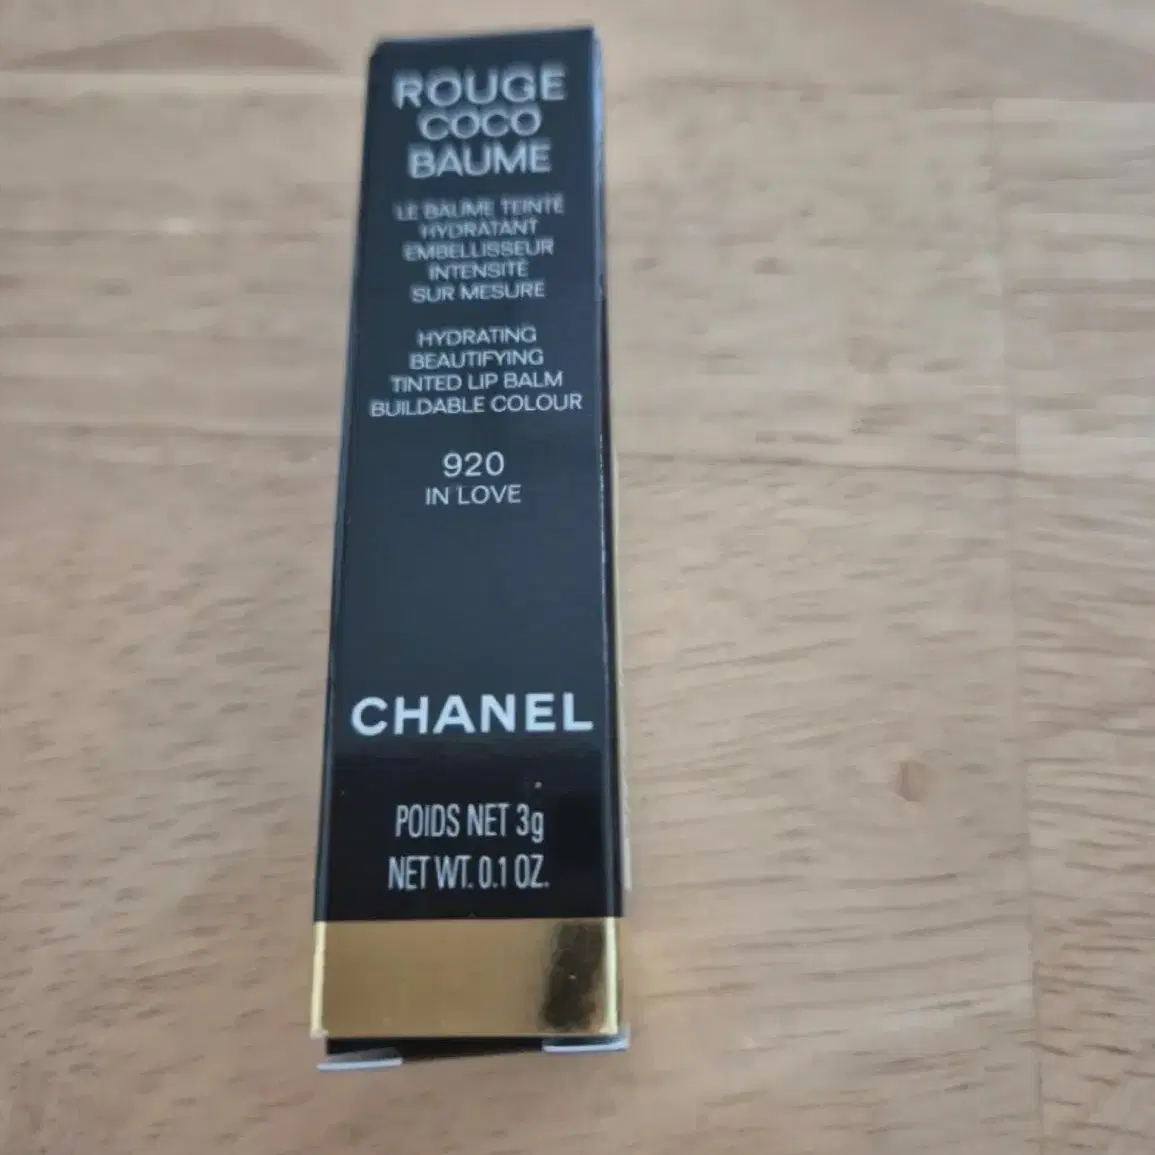 ROUGE
COCO
BAUME
LE BAUME TEINTÉ
HYDRATANT
EMBELLISSEUR
INTENSITÉ
SUR MESURE
HYDRATING
BEAUTIFYING
TINTED LIP BALM
BUILDABLE COLOUR
920
IN LOVE
CHANEL
POIDS NET 3g
NET WT. 0.1 OZ.